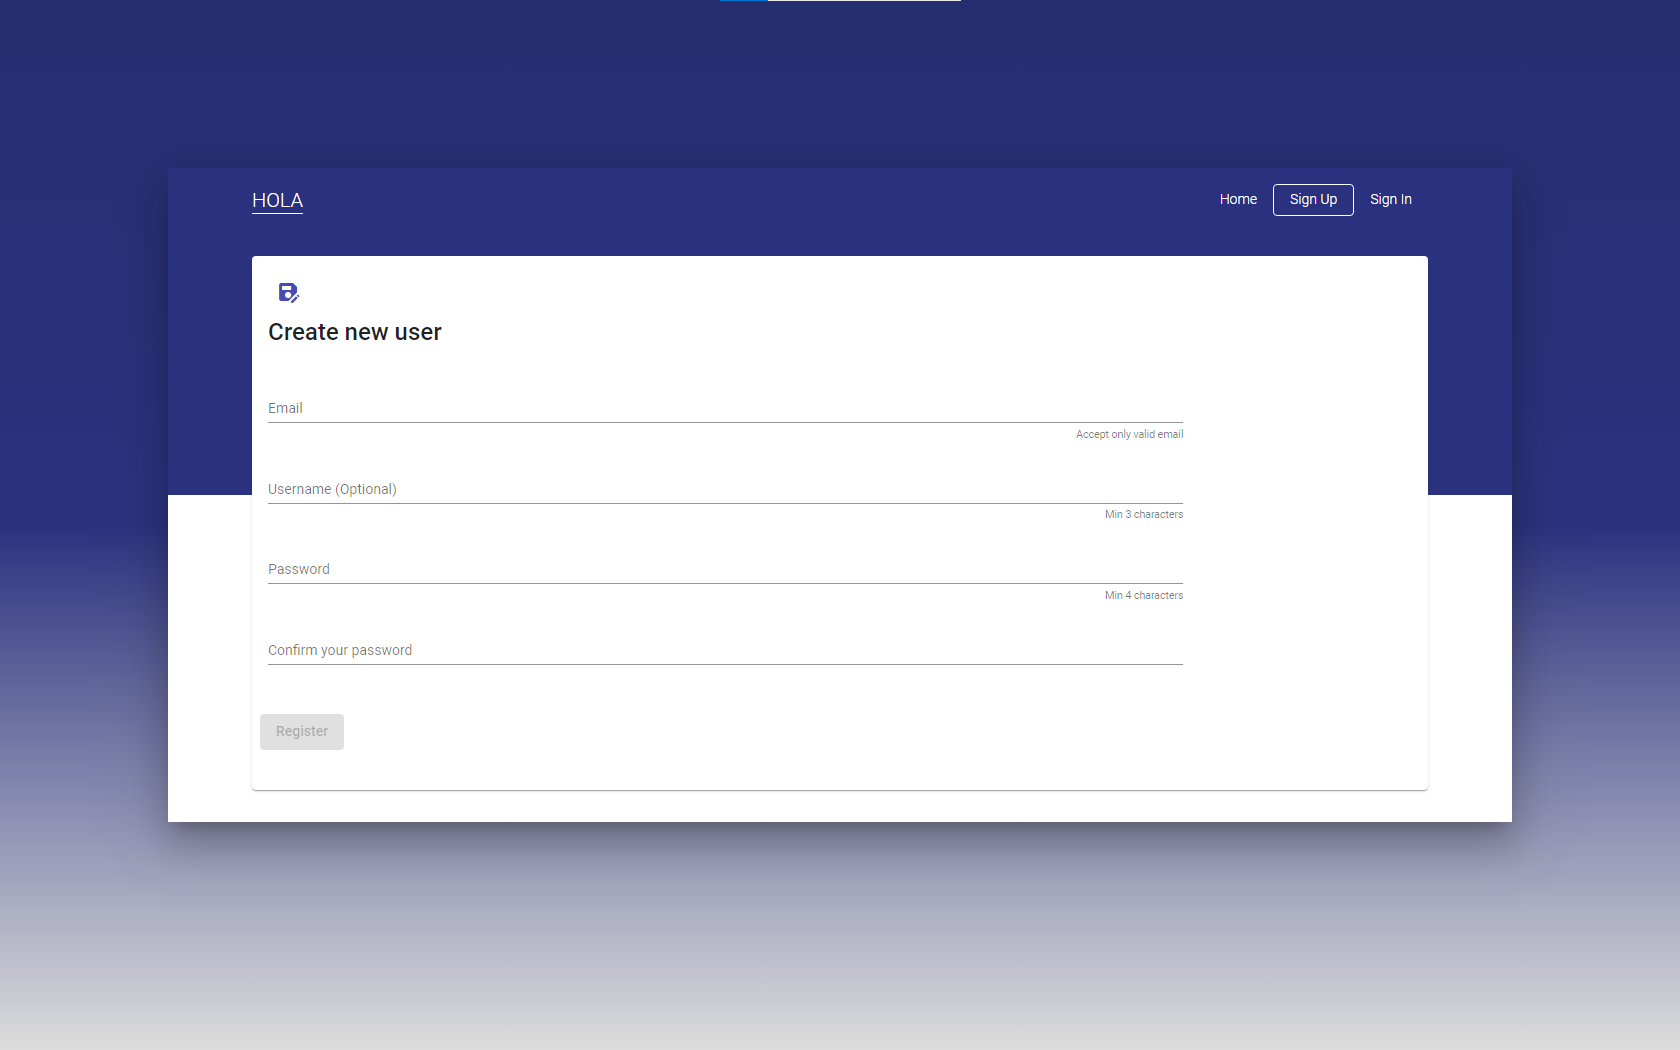 HOLA
Home
Sign Up
Sign In
Create new user
Email
Accept only valid email
Username (Optional)
Min 3 characters
Password
Min 4 characters
Confirm your password
Register